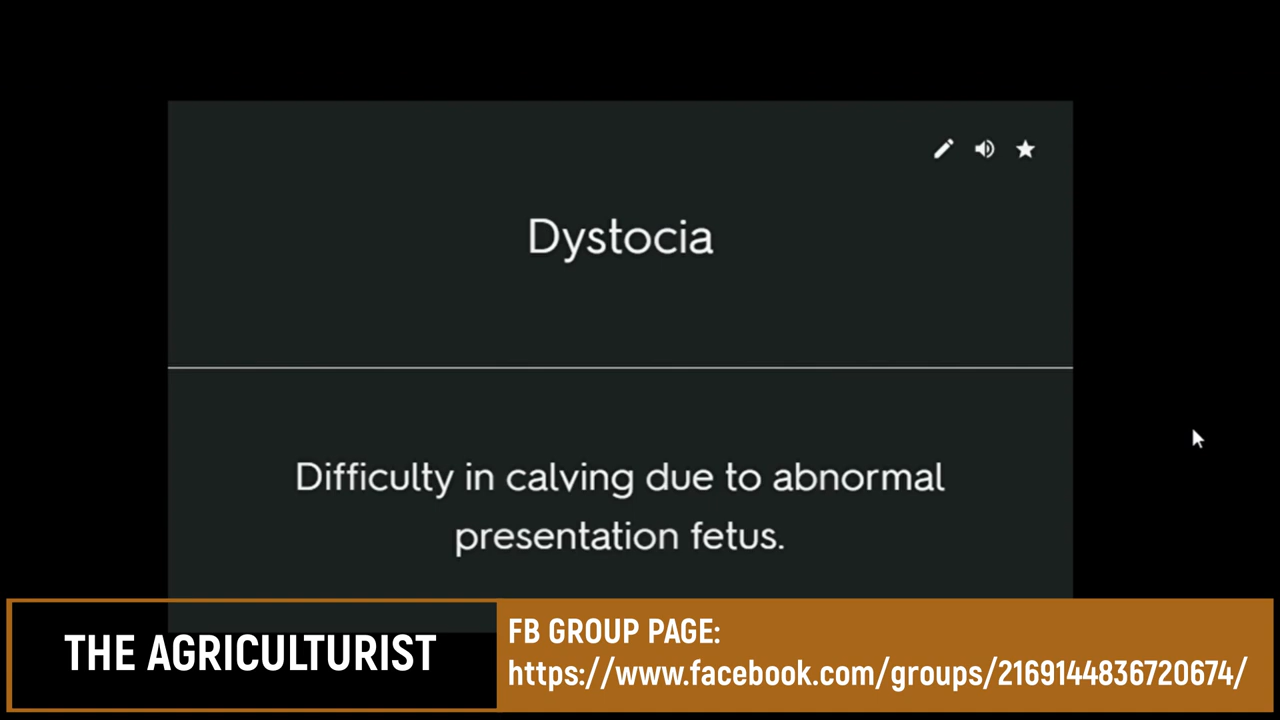 Dystocia
Difficulty in calving due to abnormal
presentation fetus.
THE AGRICULTURIST
FB GROUP PAGE:
https://www.facebook.com/groups/2169144836720674/